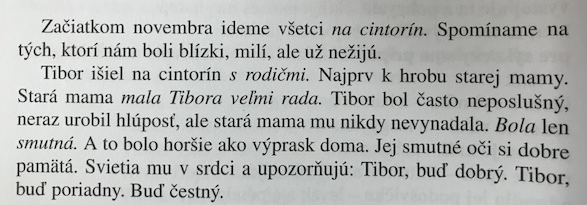 Začiatkom novembra ideme všetci na cintorín. Spomíname na
tých, ktorí nám boli blízki, milí, ale už nežijú.
Tibor išiel na cintorín s rodičmi. Najprv k hrobu starej mamy.
Stará mama mala Tibora veľmi rada. Tibor bol často neposlušný,
neraz urobil hlúposť, ale stará mama mu nikdy nevynadala. Bola len
smutná. A to bolo horšie ako výprask doma. Jej smutné oči si dobre
pamätá. Svietia mu v srdci a upozorňujú: Tibor, buď dobrý. Tibor,
buď poriadny. Buď čestný.